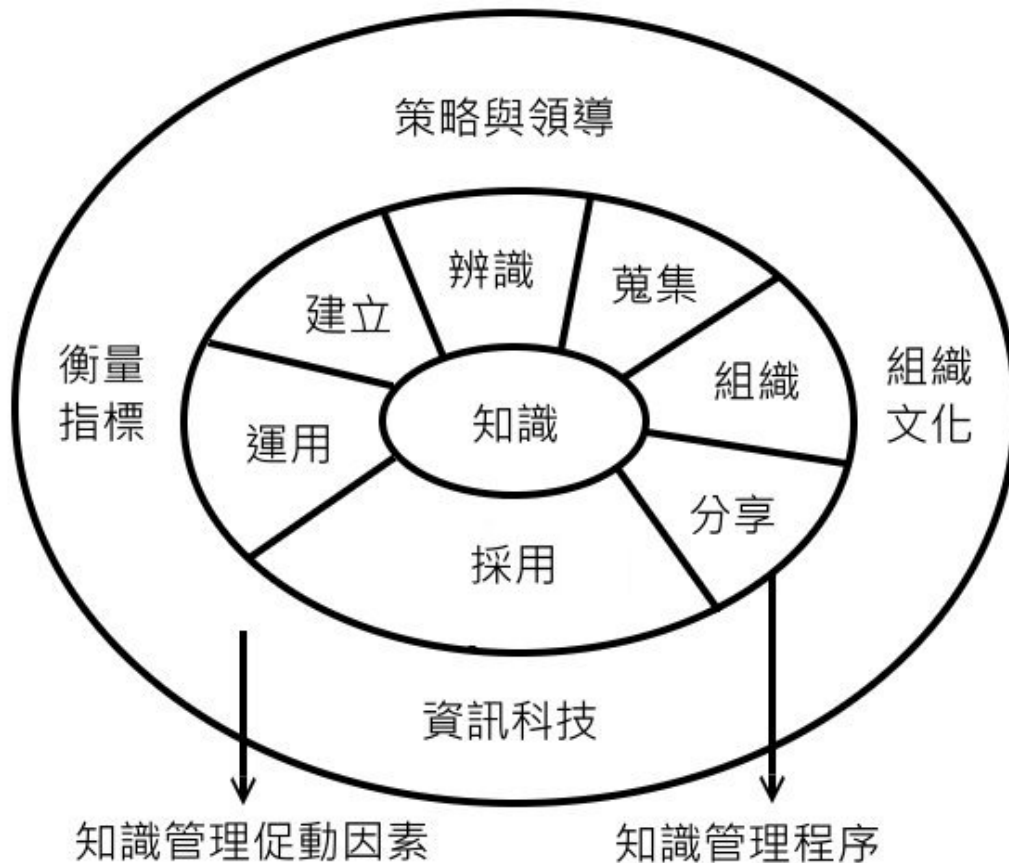 策略與領導
辨識
蒐集
建立
組織
衡量
指標
組織
文化
知識
運用
分享
採用
資訊科技
知識管理促動因素
知識管理程序